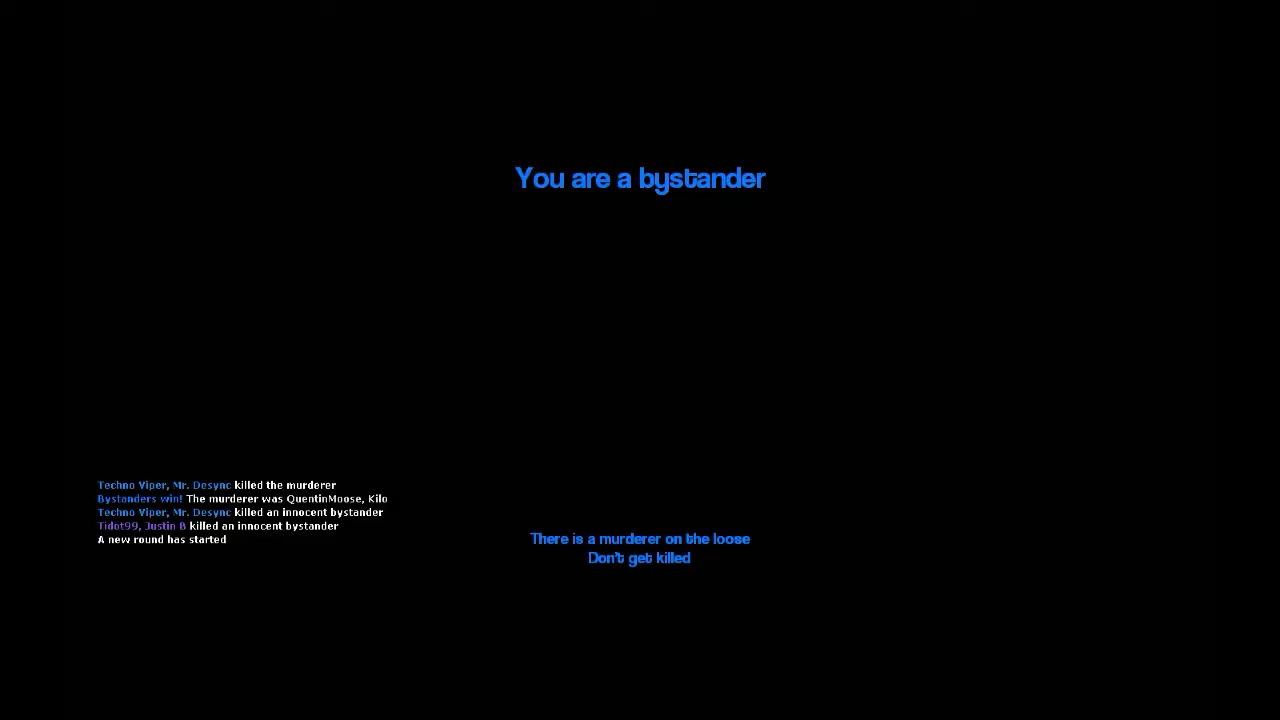 You are a bystander
Techno Viper, Mr. Desync killed the murderer
Bystanders win! The murderer was QuentinMoose, Kilo
Techno Viper, Mr. Desync killed an innocent bystander
Tidot99, Justin B killed an innocent bystander
A new round has started
There is a murderer on the loose
Don't get killed